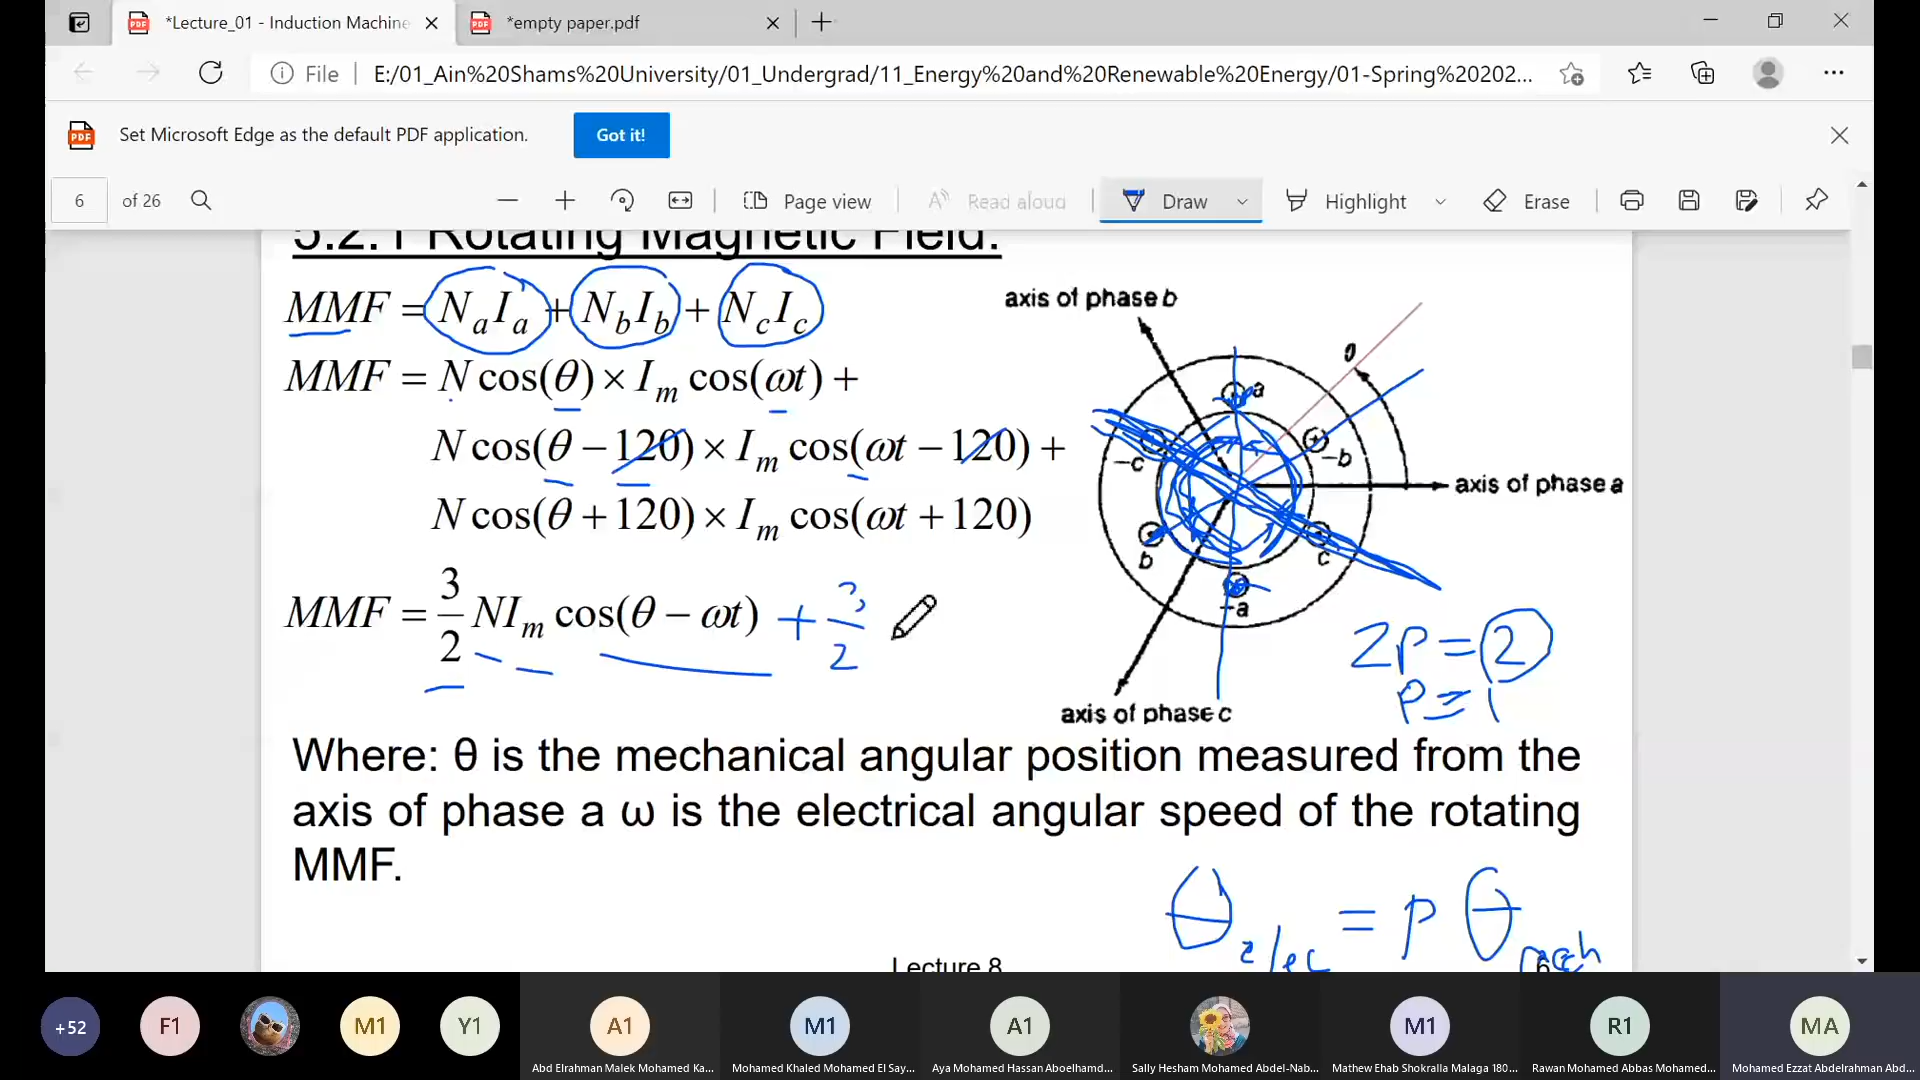 *Lecture_01 - Induction Machine
*empty paper.pdf
File
E:/01_Ain%20Shams%20University/01_Undergrad/11_Energy%20and%20Renewable%20Energy/01-Spring%20202...
Set Microsoft Edge as the default PDF application.
Got it!
6 of 26
Page view
Read aloud
Draw
Highlight
Erase
5.2.1 Rotating Magnetic Field:
MMF = NaIa + NbIb + NcIc
MMF = N cos(θ) × Im cos(ωt) +
N cos(θ − 120) × Im cos(ωt − 120) +
N cos(θ + 120) × Im cos(ωt + 120)
MMF = 3/2 NIm cos(θ − ωt) + 3/2
axis of phase b
θ
a
-b
-c
axis of phase a
b
c
-a
axis of phase c
2P = 2
P = 1
Where: θ is the mechanical angular position measured from the
axis of phase a ω is the electrical angular speed of the rotating
MMF.
θelec = P θmech
Lecture 8
6
+52
F1
M1
Y1
A1
M1
A1
M1
R1
MA
Abd Elrahman Malek Mohamed Ka...
Mohamed Khaled Mohamed El Say...
Aya Mohamed Hassan Aboelhamd...
Sally Hesham Mohamed Abdel-Nab...
Mathew Ehab Shokralla Malaga 180...
Rawan Mohamed Abbas Mohamed...
Mohamed Ezzat Abdelrahman Abd...